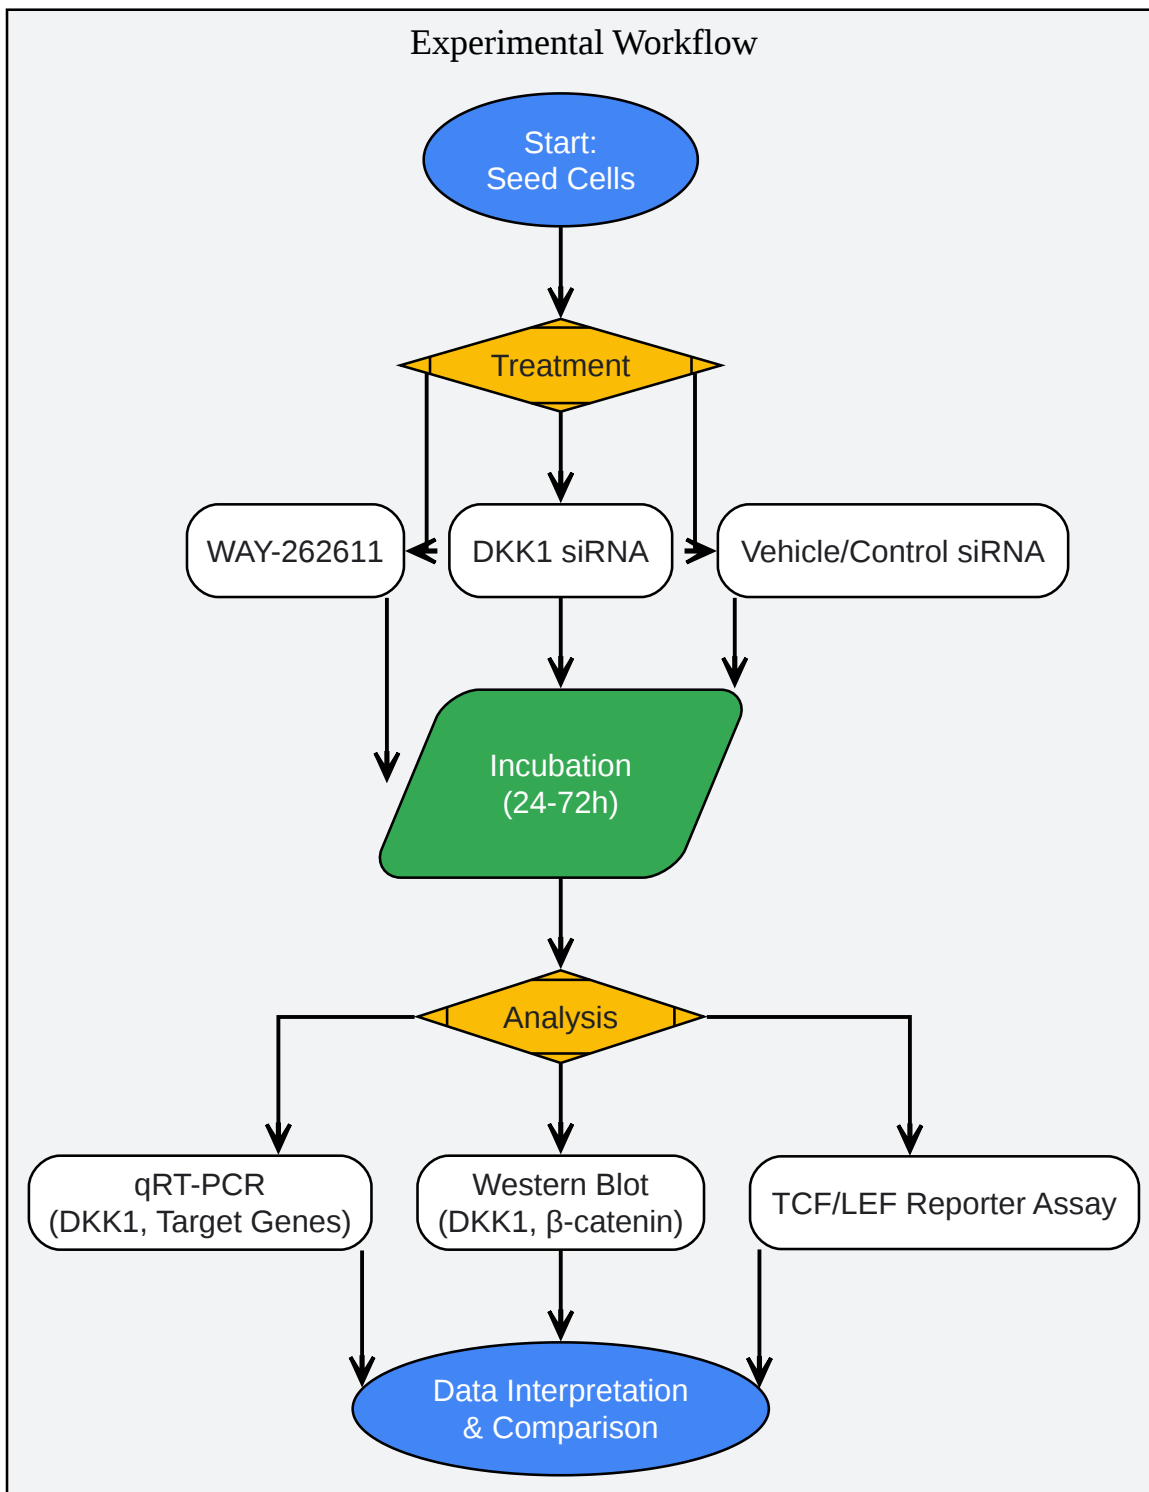 Experimental Workflow
Start:
Seed Cells
Treatment
WAY-262611
DKK1 siRNA
Vehicle/Control siRNA
Incubation
(24-72h)
Analysis
qRT-PCR
(DKK1, Target Genes)
Western Blot
(DKK1, β-catenin)
TCF/LEF Reporter Assay
Data Interpretation
& Comparison